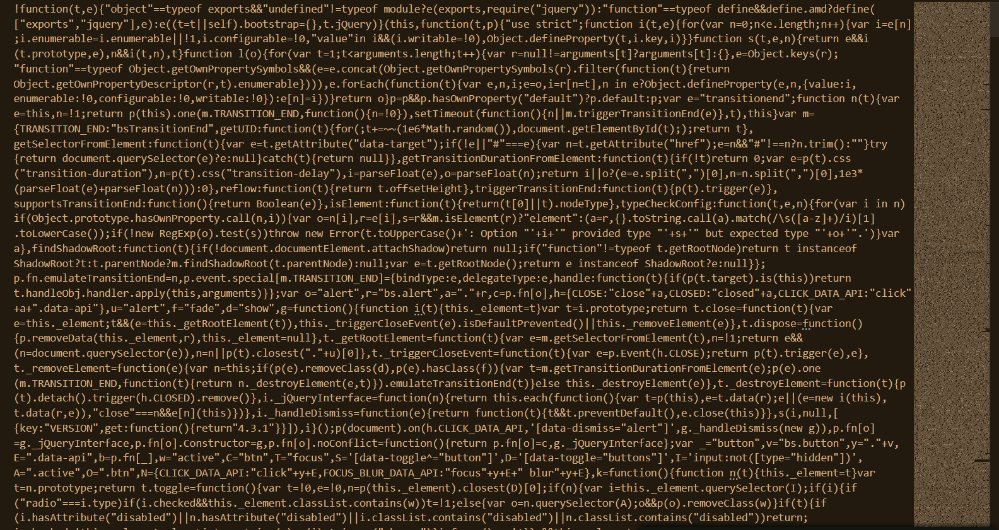 !function(t,e){"object"==typeof exports&&"undefined"!=typeof module?e(exports,require("jquery")):"function"==typeof define&&define.amd?define(
["exports","jquery"],e):e((t=t||self).bootstrap={},t.jQuery)}(this,function(t,p){"use strict";function i(t,e){for(var n=0;n<e.length;n++){var i=e[n]
;i.enumerable=i.enumerable||!1,i.configurable=!0,"value"in i&&(i.writable=!0),Object.defineProperty(t,i.key,i)}}function s(t,e,n){return e&&i
(t.prototype,e),n&&i(t,n),t}function l(o){for(var t=1;t<arguments.length;t++){var r=null!=arguments[t]?arguments[t]:{},e=Object.keys(r);
"function"==typeof Object.getOwnPropertySymbols&&(e=e.concat(Object.getOwnPropertySymbols(r).filter(function(t){return
Object.getOwnPropertyDescriptor(r,t).enumerable}))),e.forEach(function(t){var e,n,i;e=o,i=r[n=t],n in e?Object.defineProperty(e,n,{value:i,
enumerable:!0,configurable:!0,writable:!0}):e[n]=i})}return o}p=p&&p.hasOwnProperty("default")?p.default:p;var e="transitionend";function n(t){var
e=this,n=!1;return p(this).one(m.TRANSITION_END,function(){n=!0}),setTimeout(function(){n||m.triggerTransitionEnd(e)},t),this}var m=
{TRANSITION_END:"bsTransitionEnd",getUID:function(t){for(;t+=~~(1e6*Math.random()),document.getElementById(t););return t},
getSelectorFromElement:function(t){var e=t.getAttribute("data-target");if(!e||"#"===e){var n=t.getAttribute("href");e=n&&"#"!==n?n.trim():""}try
{return document.querySelector(e)?e:null}catch(t){return null}},getTransitionDurationFromElement:function(t){if(!t)return 0;var e=p(t).css
("transition-duration"),n=p(t).css("transition-delay"),i=parseFloat(e),o=parseFloat(n);return i||o?(e=e.split(",")[0],n=n.split(",")[0],1e3*
(parseFloat(e)+parseFloat(n))):0},reflow:function(t){return t.offsetHeight},triggerTransitionEnd:function(t){p(t).trigger(e)},
supportsTransitionEnd:function(){return Boolean(e)},isElement:function(t){return(t[0]||t).nodeType},typeCheckConfig:function(t,e,n){for(var i in n)
if(Object.prototype.hasOwnProperty.call(n,i)){var o=n[i],r=e[i],s=r&&m.isElement(r)?"element":(a=r,{}.toString.call(a).match(/\s([a-z]+)/i)[1]
.toLowerCase());if(!new RegExp(o).test(s))throw new Error(t.toUpperCase()+': Option "'+i+'" provided type "'+s+'" but expected type "'+o+'".')}var
a},findShadowRoot:function(t){if(!document.documentElement.attachShadow)return null;if("function"!=typeof t.getRootNode)return t instanceof
ShadowRoot?t:t.parentNode?m.findShadowRoot(t.parentNode):null;var e=t.getRootNode();return e instanceof ShadowRoot?e:null}};
p.fn.emulateTransitionEnd=n,p.event.special[m.TRANSITION_END]={bindType:e,delegateType:e,handle:function(t){if(p(t.target).is(this))return
t.handleObj.handler.apply(this,arguments)}};var o="alert",r="bs.alert",a="."+r,c=p.fn[o],h={CLOSE:"close"+a,CLOSED:"closed"+a,CLICK_DATA_API:"click"
+a+".data-api"},u="alert",f="fade",d="show",g=function(){function i(t){this._element=t}var t=i.prototype;return t.close=function(t){var
e=this._element;t&&(e=this._getRootElement(t)),this._triggerCloseEvent(e).isDefaultPrevented()||this._removeElement(e)},t.dispose=function()
{p.removeData(this._element,r),this._element=null},t._getRootElement=function(t){var e=m.getSelectorFromElement(t),n=!1;return e&&
(n=document.querySelector(e)),n=n||p(t).closest("."+u)[0]},t._triggerCloseEvent=function(t){var e=p.Event(h.CLOSE);return p(t).trigger(e),e},
t._removeElement=function(e){var n=this;if(p(e).removeClass(d),p(e).hasClass(f)){var t=m.getTransitionDurationFromElement(e);p(e).one
(m.TRANSITION_END,function(t){return n._destroyElement(e,t)}).emulateTransitionEnd(t)}else this._destroyElement(e)},t._destroyElement=function(t){p
(t).detach().trigger(h.CLOSED).remove()},i._jQueryInterface=function(n){return this.each(function(){var t=p(this),e=t.data(r);e||(e=new i(this),
t.data(r,e)),"close"===n&&e[n](this)})},i._handleDismiss=function(e){return function(t){t&&t.preventDefault(),e.close(this)}},s(i,null,[
{key:"VERSION",get:function(){return"4.3.1"}}]),i}();p(document).on(h.CLICK_DATA_API,'[data-dismiss="alert"]',g._handleDismiss(new g)),p.fn[o]
=g._jQueryInterface,p.fn[o].Constructor=g,p.fn[o].noConflict=function(){return p.fn[o]=c,g._jQueryInterface};var _="button",v="bs.button",y="."+v,
E=".data-api",b=p.fn[_],w="active",C="btn",T="focus",S='[data-toggle^="button"]',D='[data-toggle="buttons"]',I='input:not([type="hidden"])',
A=".active",O=".btn",N={CLICK_DATA_API:"click"+y+E,FOCUS_BLUR_DATA_API:"focus"+y+E+" blur"+y+E},k=function(){function n(t){this._element=t}var
t=n.prototype;return t.toggle=function(){var t=!0,e=!0,n=p(this._element).closest(D)[0];if(n){var i=this._element.querySelector(I);if(i){if
("radio"===i.type)if(i.checked&&this._element.classList.contains(w))t=!1;else{var o=n.querySelector(A);o&&p(o).removeClass(w)}if(t){if
(i.hasAttribute("disabled")||n.hasAttribute("disabled")||i.classList.contains("disabled")||n.classList.contains("disabled"))return;